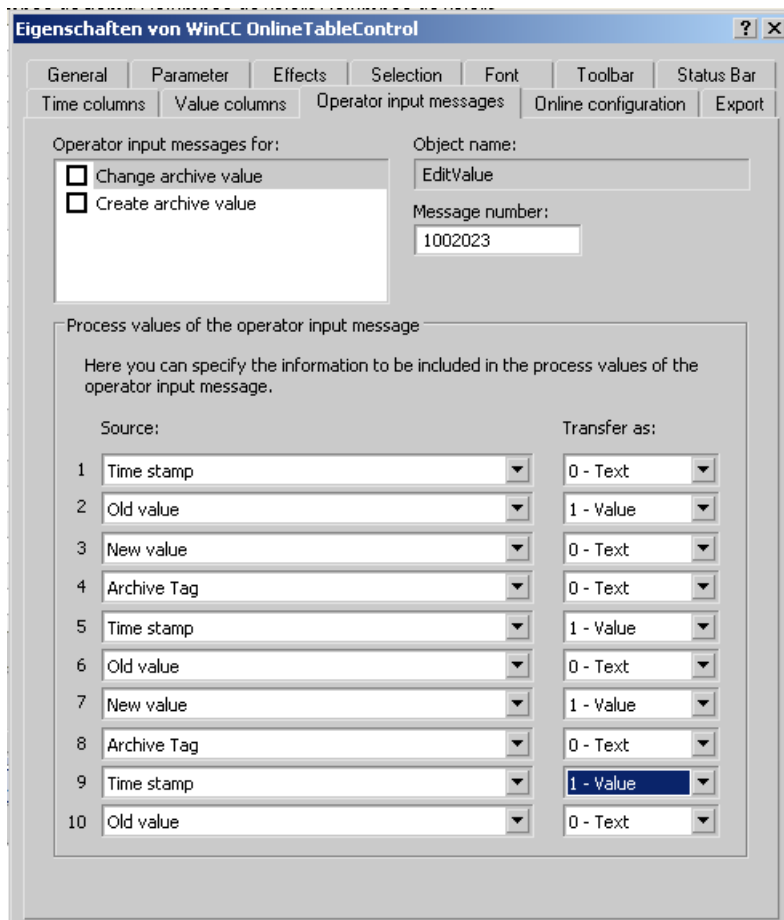 Eigenschaften von WinCC OnlineTableControl
General Parameter Effects Selection Font Toolbar Status Bar
Time columns Value columns Operator input messages Online configuration Export
Operator input messages for:
Object name:
Change archive value
EditValue
Create archive value
Message number:
1002023
Process values of the operator input message
Here you can specify the information to be included in the process values of the
operator input message.
Source: Transfer as:
1 Time stamp 0 - Text
2 Old value 1 - Value
3 New value 0 - Text
4 Archive Tag 0 - Text
5 Time stamp 1 - Value
6 Old value 0 - Text
7 New value 1 - Value
8 Archive Tag 0 - Text
9 Time stamp 1 - Value
10 Old value 0 - Text